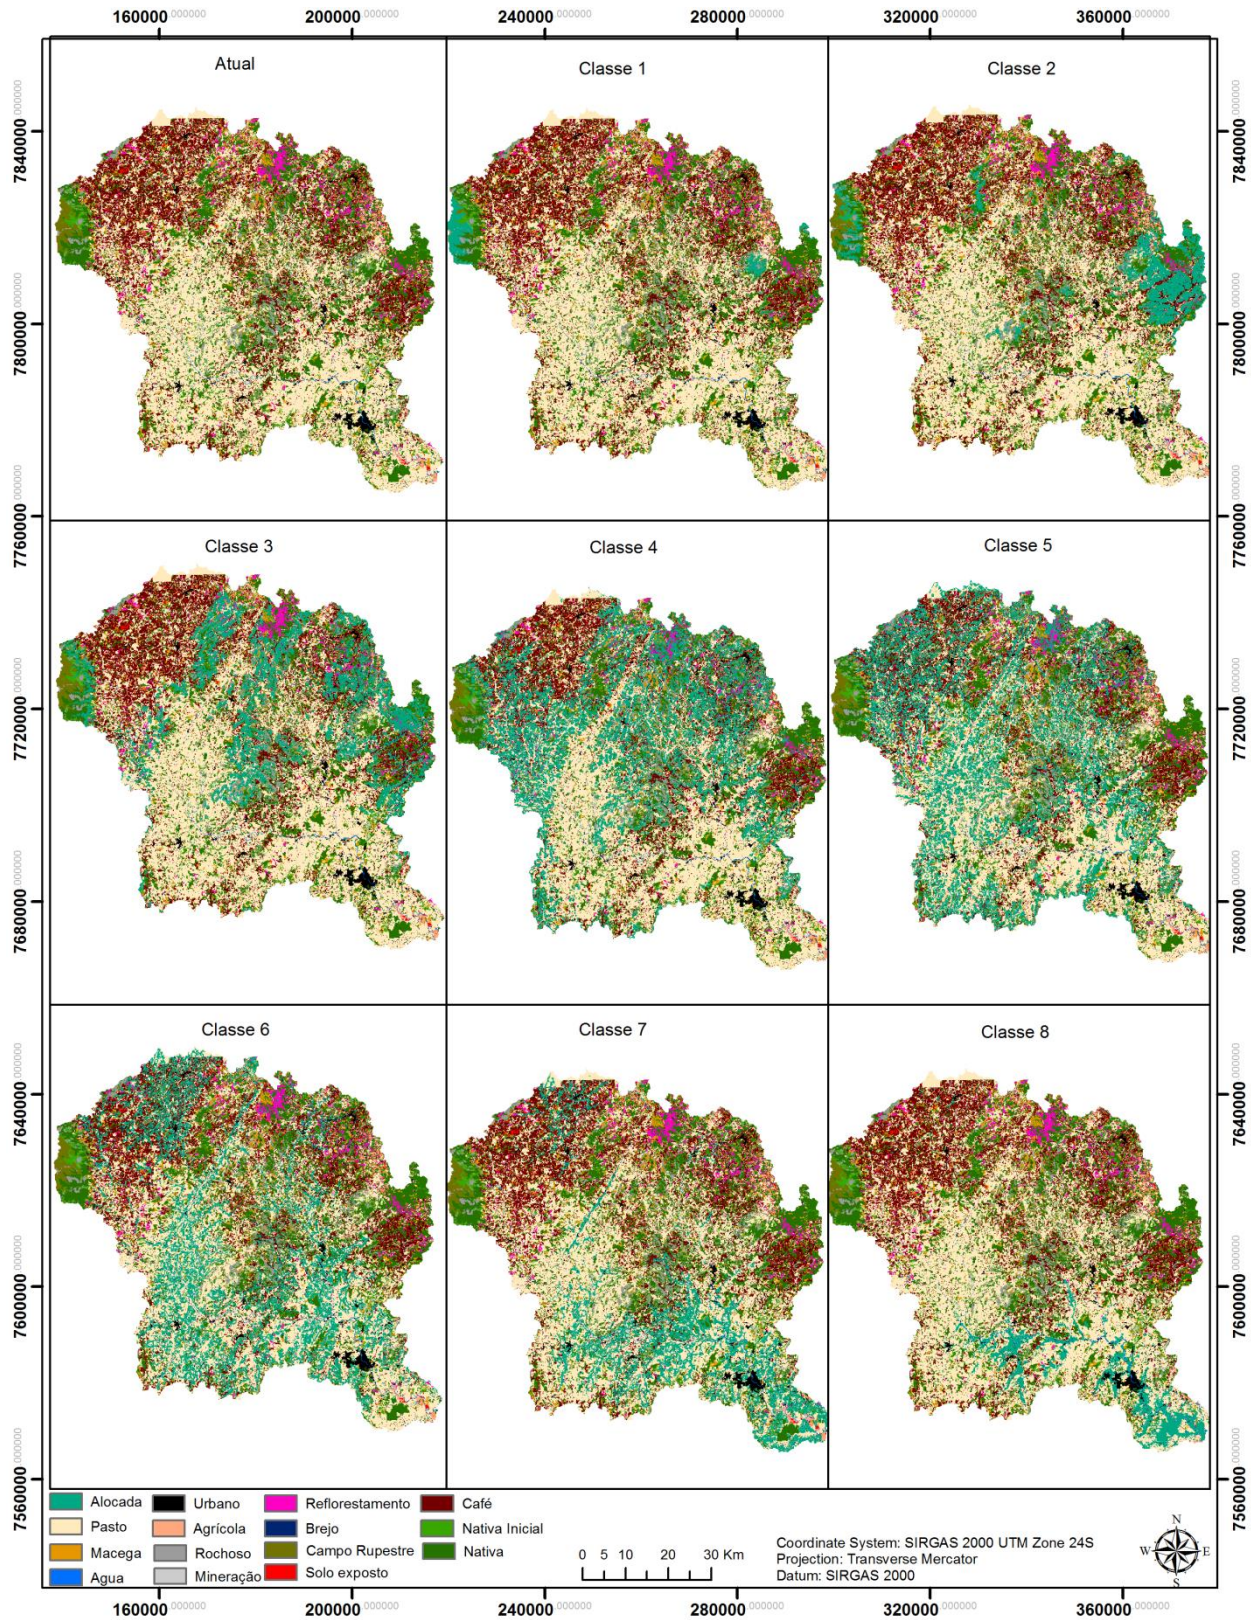 160000.000000 200000.000000 240000.000000 280000.000000 320000.000000 360000.000000
Atual Classe 1 Classe 2
7840000.000000 7840000.000000
7800000.000000 7800000.000000
7760000.000000 7760000.000000
Classe 3 Classe 4 Classe 5
7720000.000000 7720000.000000
7680000.000000 7680000.000000
Classe 6 Classe 7 Classe 8
7640000.000000 7640000.000000
7600000.000000 7600000.000000
7560000.000000 7560000.000000
Alocada Urbano Reflorestamento Café
Pasto Agrícola Brejo Nativa Inicial
Macega Rochoso Campo Rupestre Nativa
Agua Mineração Solo exposto
0 5 10 20 30 Km
Coordinate System: SIRGAS 2000 UTM Zone 24S
Projection: Transverse Mercator
Datum: SIRGAS 2000
N
W E
S
160000.000000 200000.000000 240000.000000 280000.000000 320000.000000 360000.000000